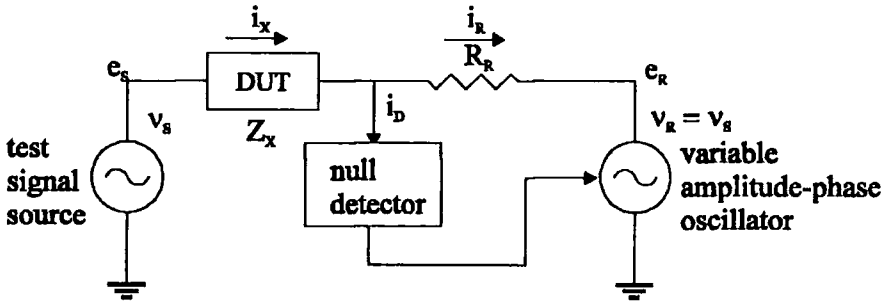 iₓ
i_R
e_S
DUT
R_R
e_R
ν_S
Z_X
i_D
ν_R = ν_S
test
signal
source
null
detector
variable
amplitude-phase
oscillator